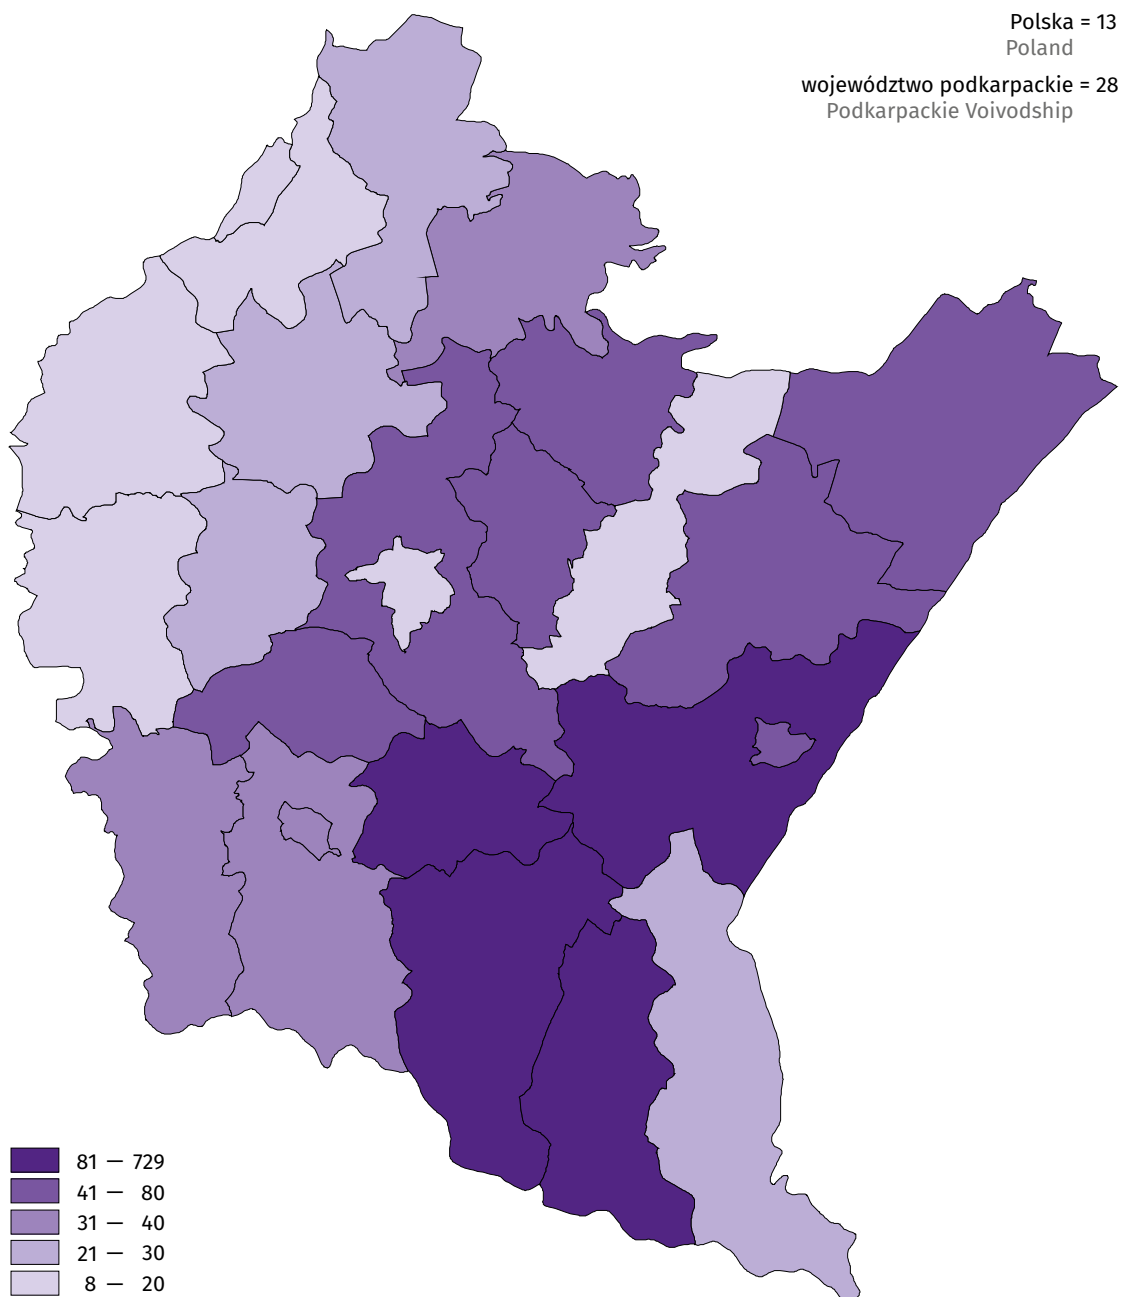 Polska = 13
Poland
województwo podkarpackie = 28
Podkarpackie Voivodship
81 — 729
41 — 80
31 — 40
21 — 30
8 — 20